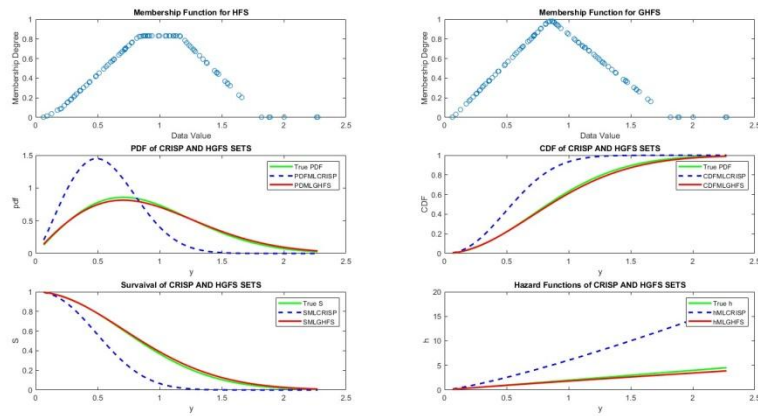 Membership Function for HFS
Membership Degree
1
0.8
0.6
0.4
0.2
0
0 0.5 1 1.5 2 2.5
Data Value
Membership Function for GHFS
Membership Degree
1
0.8
0.6
0.4
0.2
0
0 0.5 1 1.5 2 2.5
Data Value
PDF of CRISP AND HGFS SETS
pdf
1.5
1
0.5
0
0 0.5 1 1.5 2 2.5
y
True PDF
PDFMLCRISP
PDMLGHFS
CDF of CRISP AND HGFS SETS
CDF
1
0.8
0.6
0.4
0.2
0
0 0.5 1 1.5 2 2.5
y
True PDF
CDFMLCRISP
CDFMLGHFS
Survaival of CRISP AND HGFS SETS
S
1
0.8
0.6
0.4
0.2
0
0 0.5 1 1.5 2 2.5
y
True S
SMLCRISP
SMLGHFS
Hazard Functions of CRISP AND HGFS SETS
h
20
15
10
5
0
0 0.5 1 1.5 2 2.5
y
True h
hMLCRISP
hMLGHFS